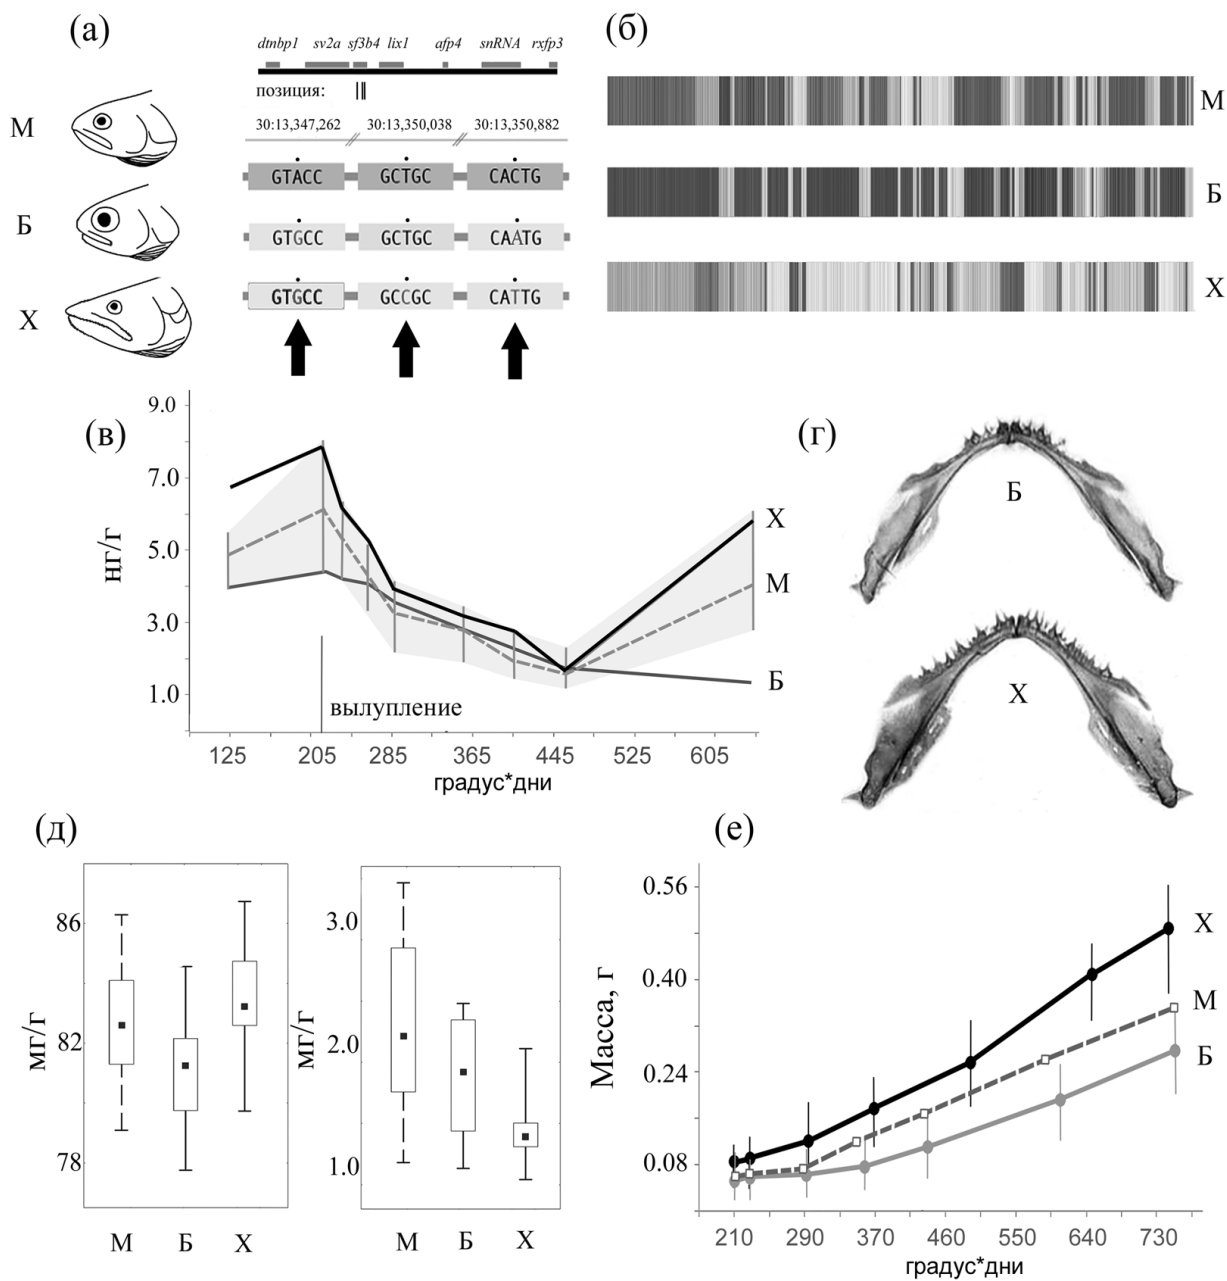 (а)
dtnbp1 sv2a sf3b4 lix1 afp4 snRNA rxfp3
позиция:
30:13,347,262 30:13,350,038 30:13,350,882
М
GTACC GCTGC CACTG
Б
GTGCC GCTGC CAATG
Х
GTGCC GCCGC CATTG
(б)
М
Б
Х
(в)
нг/г
9.0
7.0
5.0
3.0
1.0
Х
М
Б
вылупление
125 205 285 365 445 525 605
градус*дни
(г)
Б
Х
(д)
мг/г
86
82
78
М Б Х
мг/г
3.0
2.0
1.0
М Б Х
(е)
Масса, г
0.56
0.40
0.24
0.08
Х
М
Б
210 290 370 460 550 640 730
градус*дни